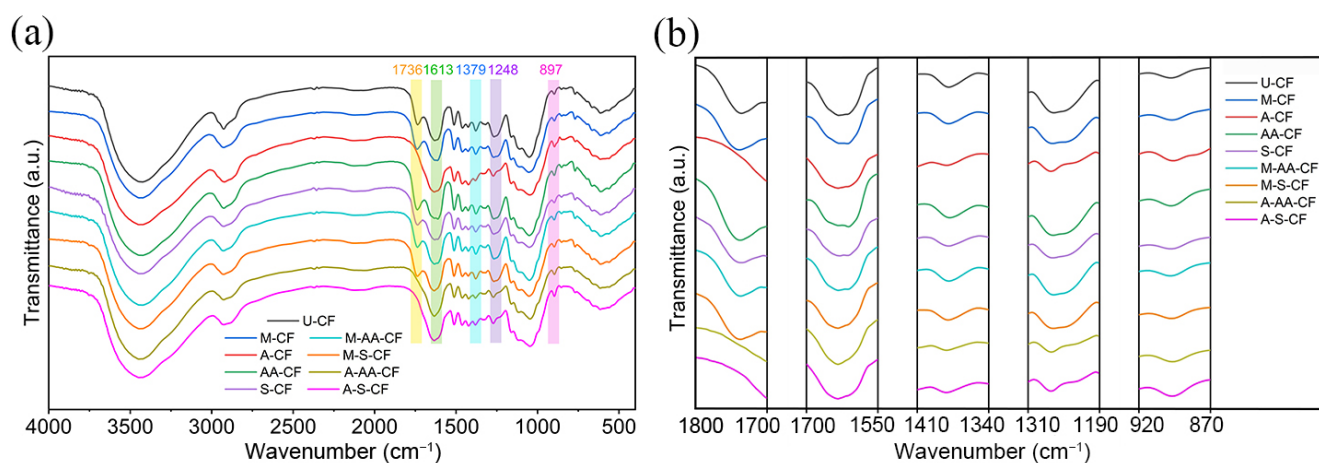 (a)
1736 1613 1379 1248 897
Transmittance (a.u.)
U-CF
M-CF M-AA-CF
A-CF M-S-CF
AA-CF A-AA-CF
S-CF A-S-CF
4000 3500 3000 2500 2000 1500 1000 500
Wavenumber (cm⁻¹)
(b)
Transmittance (a.u.)
U-CF
M-CF
A-CF
AA-CF
S-CF
M-AA-CF
M-S-CF
A-AA-CF
A-S-CF
1800 1700 1700 1550 1410 1340 1310 1190 920 870
Wavenumber (cm⁻¹)